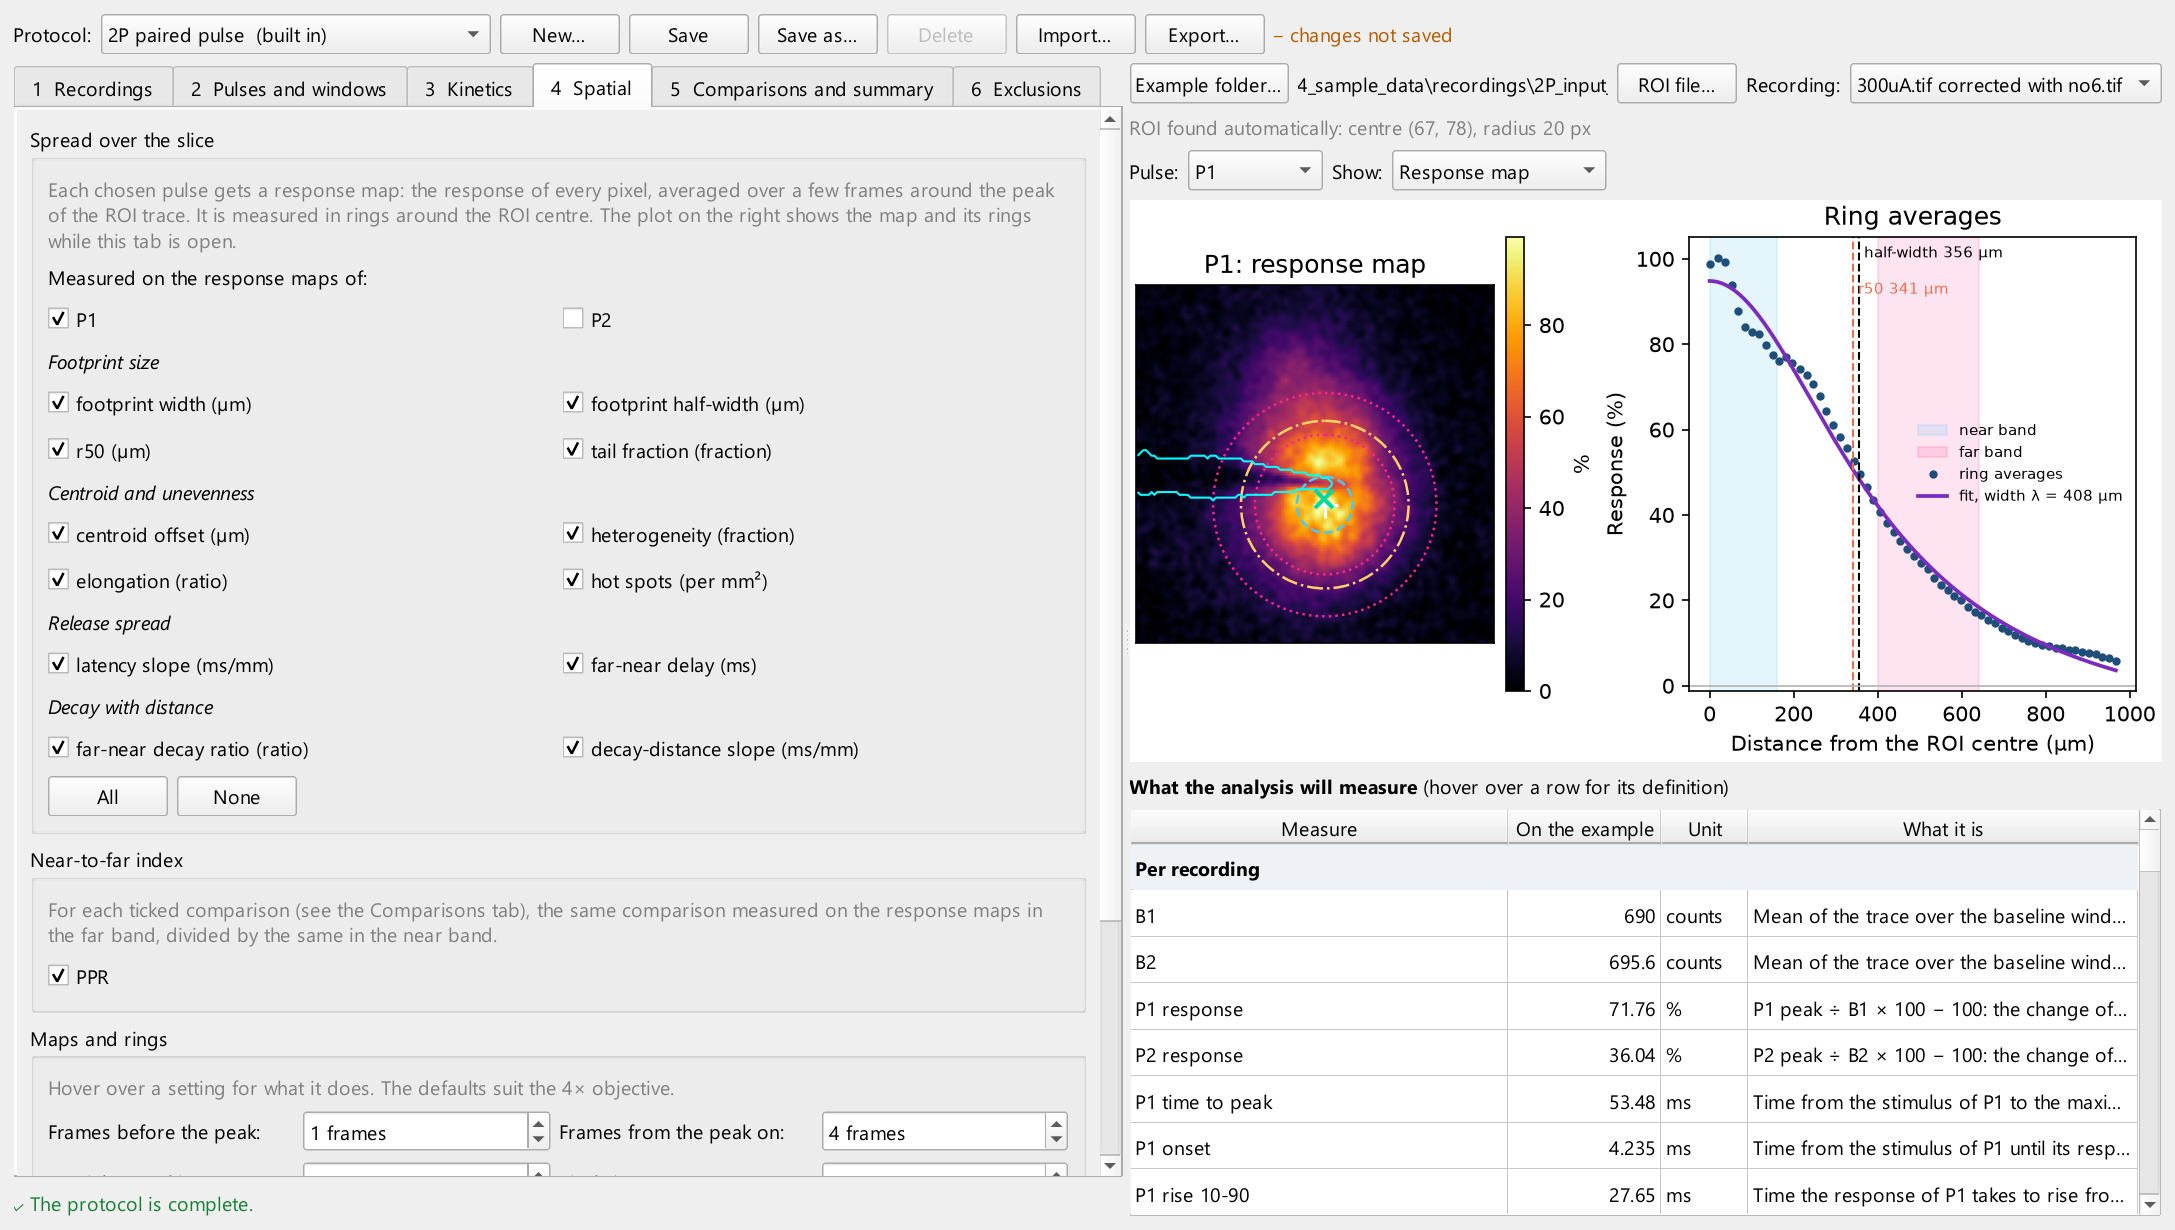 Protocol: 2P paired pulse (built in) New... Save Save as... Delete Import... Export... – changes not saved
1 Recordings 2 Pulses and windows 3 Kinetics 4 Spatial 5 Comparisons and summary 6 Exclusions
Spread over the slice
Each chosen pulse gets a response map: the response of every pixel, averaged over a few frames around the peak
of the ROI trace. It is measured in rings around the ROI centre. The plot on the right shows the map and its rings
while this tab is open.
Measured on the response maps of:
P1 P2
Footprint size
footprint width (µm) footprint half-width (µm)
r50 (µm) tail fraction (fraction)
Centroid and unevenness
centroid offset (µm) heterogeneity (fraction)
elongation (ratio) hot spots (per mm²)
Release spread
latency slope (ms/mm) far-near delay (ms)
Decay with distance
far-near decay ratio (ratio) decay-distance slope (ms/mm)
All None
Near-to-far index
For each ticked comparison (see the Comparisons tab), the same comparison measured on the response maps in
the far band, divided by the same in the near band.
PPR
Maps and rings
Hover over a setting for what it does. The defaults suit the 4× objective.
Frames before the peak: 1 frames Frames from the peak on: 4 frames
The protocol is complete.
Example folder... 4_sample_data\recordings\2P_input_ ROI file... Recording: 300uA.tif corrected with no6.tif
ROI found automatically: centre (67, 78), radius 20 px
Pulse: P1 Show: Response map
P1: response map
80
60
40
20
0
%
Ring averages
half-width 356 µm
r50 341 µm
near band
far band
ring averages
fit, width λ = 408 µm
100
80
60
40
20
0
Response (%)
0 200 400 600 800 1000
Distance from the ROI centre (µm)
What the analysis will measure (hover over a row for its definition)
Measure On the example Unit What it is
Per recording
B1 690 counts Mean of the trace over the baseline wind...
B2 695.6 counts Mean of the trace over the baseline wind...
P1 response 71.76 % P1 peak ÷ B1 × 100 − 100: the change of...
P2 response 36.04 % P2 peak ÷ B2 × 100 − 100: the change of...
P1 time to peak 53.48 ms Time from the stimulus of P1 to the maxi...
P1 onset 4.235 ms Time from the stimulus of P1 until its resp...
P1 rise 10-90 27.65 ms Time the response of P1 takes to rise fro...